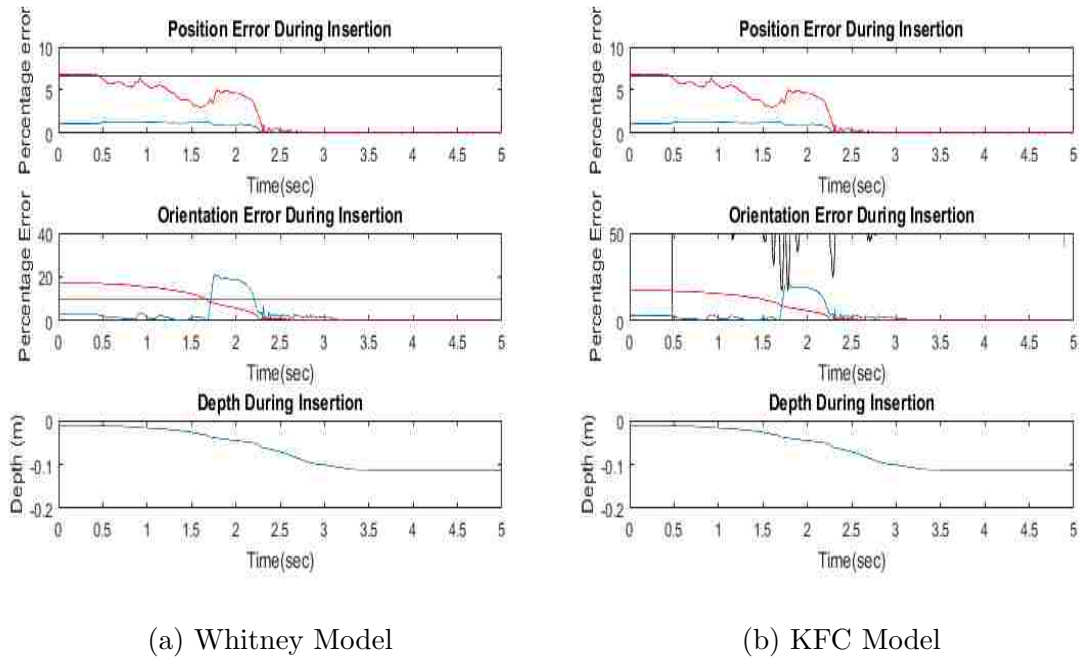 Position Error During Insertion
Percentage error
10
5
0
0 0.5 1 1.5 2 2.5 3 3.5 4 4.5 5
Time(sec)
Orientation Error During Insertion
Percentage Error
40
20
0
0 0.5 1 1.5 2 2.5 3 3.5 4 4.5 5
Time(sec)
Depth During Insertion
Depth (m)
0
-0.1
-0.2
0 0.5 1 1.5 2 2.5 3 3.5 4 4.5 5
Time(sec)
(a) Whitney Model
Position Error During Insertion
Percentage error
10
5
0
0 0.5 1 1.5 2 2.5 3 3.5 4 4.5 5
Time(sec)
Orientation Error During Insertion
Percentage Error
50
0
0 0.5 1 1.5 2 2.5 3 3.5 4 4.5 5
Time(sec)
Depth During Insertion
Depth (m)
0
-0.1
-0.2
0 0.5 1 1.5 2 2.5 3 3.5 4 4.5 5
Time(sec)
(b) KFC Model